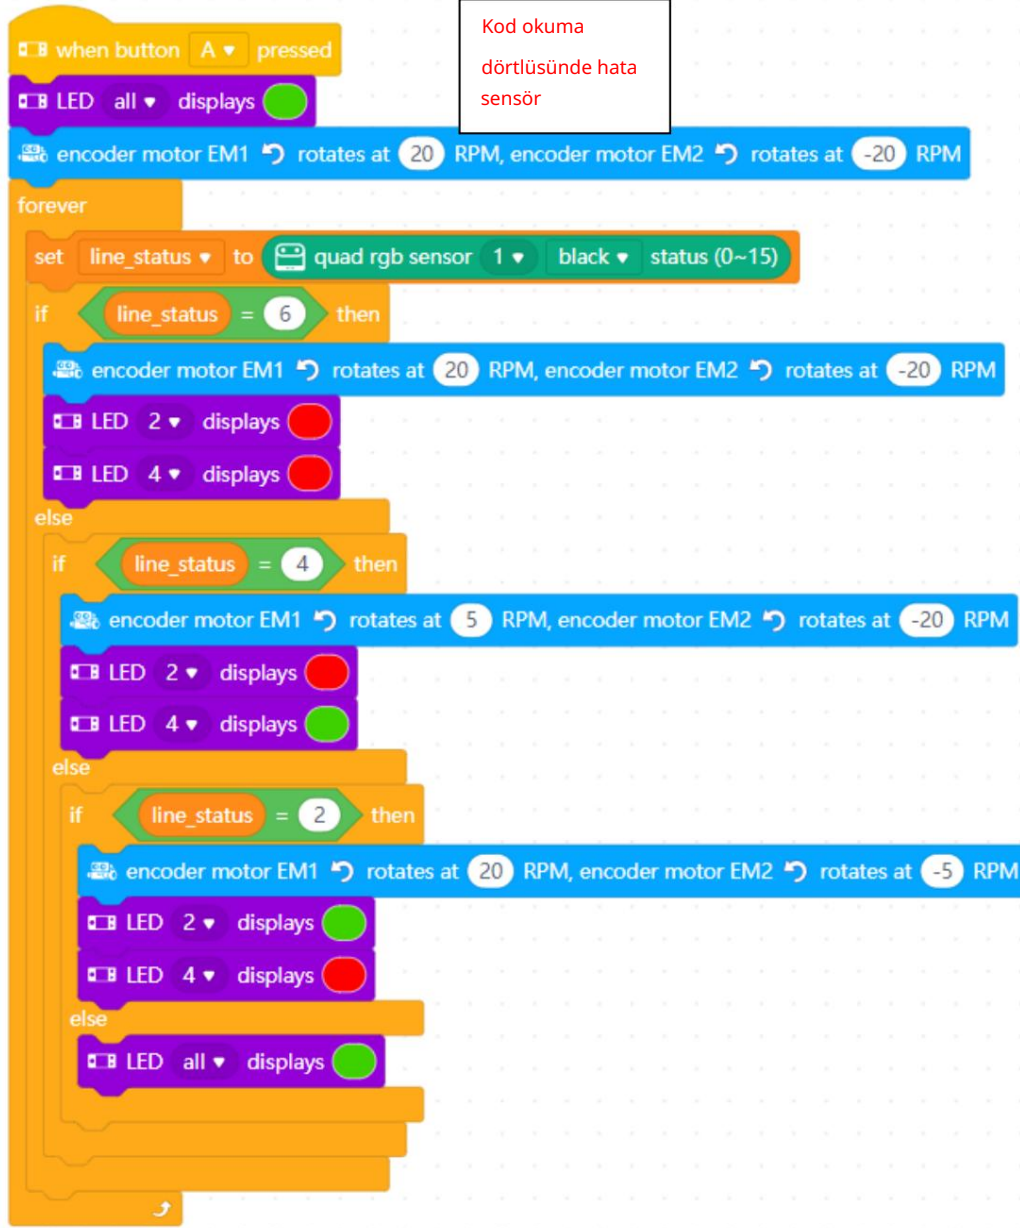 Kod okuma
dörtlüsünde hata
sensör
when button A pressed
LED all displays
encoder motor EM1 rotates at 20 RPM, encoder motor EM2 rotates at -20 RPM
forever
set line_status to quad rgb sensor 1 black status (0~15)
if line_status = 6 then
encoder motor EM1 rotates at 20 RPM, encoder motor EM2 rotates at -20 RPM
LED 2 displays
LED 4 displays
else
if line_status = 4 then
encoder motor EM1 rotates at 5 RPM, encoder motor EM2 rotates at -20 RPM
LED 2 displays
LED 4 displays
else
if line_status = 2 then
encoder motor EM1 rotates at 20 RPM, encoder motor EM2 rotates at -5 RPM
LED 2 displays
LED 4 displays
else
LED all displays